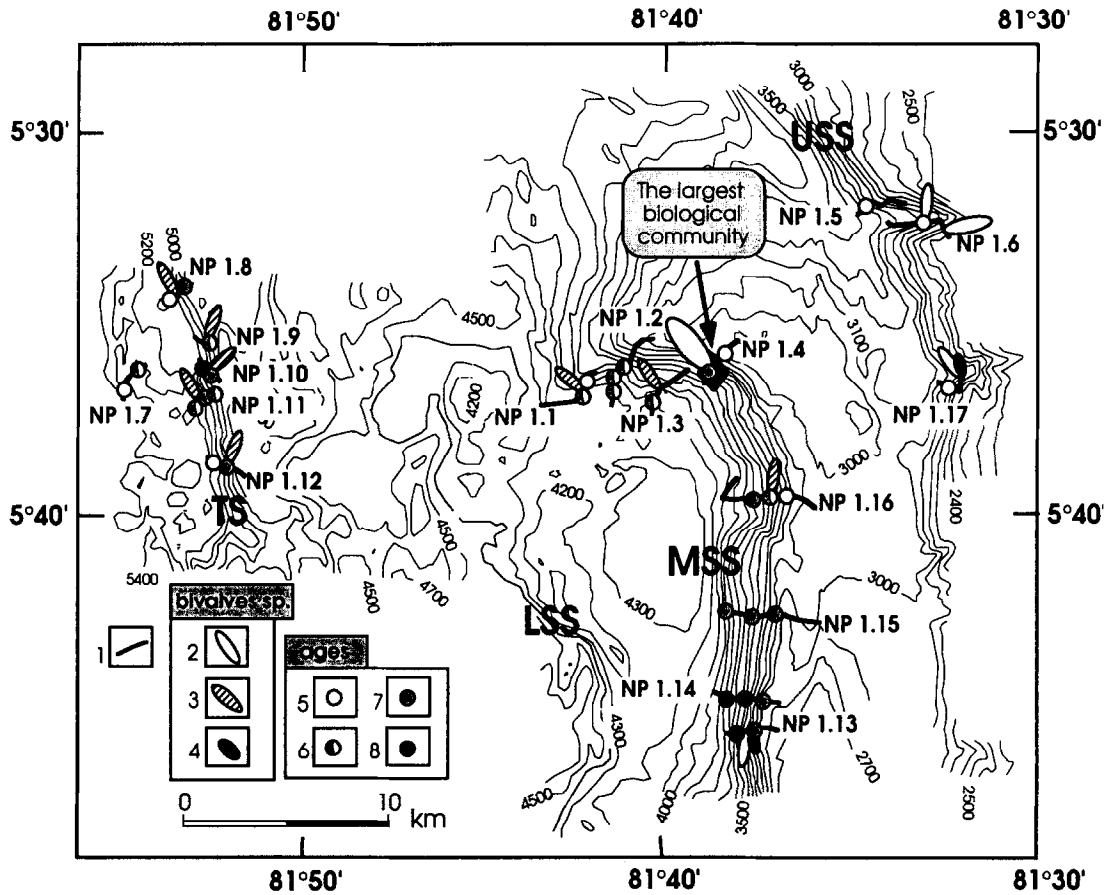 81°50'
81°40'
81°30'
5°30'
5°30'
3000
3500
2500
USS
The largest
biological
community
NP 1.5
NP 1.6
5200
5000
NP 1.8
4500
NP 1.2
NP 1.4
3100
NP 1.9
NP 1.10
4200
NP 1.7
NP 1.11
NP 1.1
NP 1.3
NP 1.17
NP 1.12
3000
4200
TS
NP 1.16
2400
5°40'
5°40'
4500
MSS
5400
4500
4700
4300
3000
bivalves sp.
LSS
NP 1.15
1
2
ages
3
5
7
NP 1.14
4
6
8
4300
NP 1.13
2700
0
10
km
4500
4000
3500
2500
81°50'
81°40'
81°30'